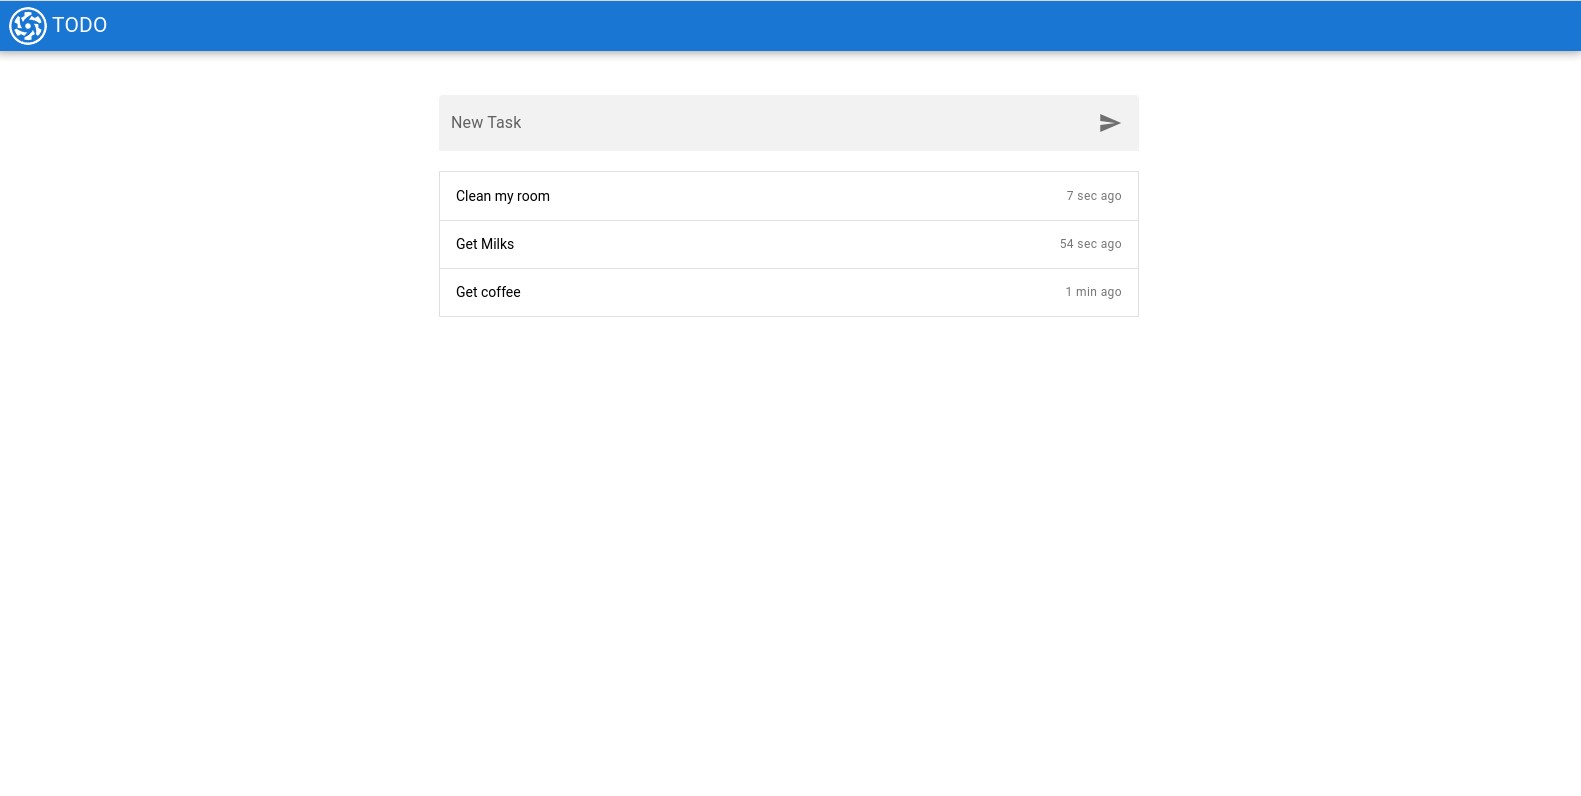 TODO
New Task
Clean my room 7 sec ago
Get Milks 54 sec ago
Get coffee 1 min ago